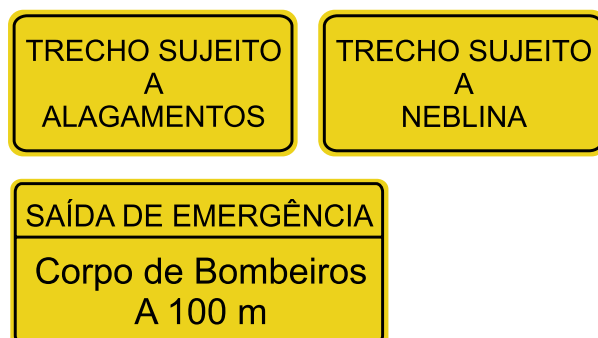 TRECHO SUJEITO
A
ALAGAMENTOS
TRECHO SUJEITO
A
NEBLINA
SAÍDA DE EMERGÊNCIA
Corpo de Bombeiros
A 100 m